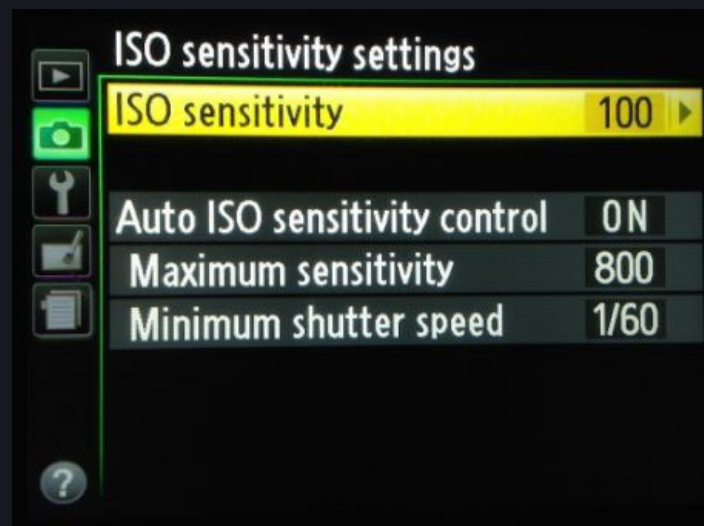 ISO sensitivity settings
ISO sensitivity 100
Auto ISO sensitivity control ON
Maximum sensitivity 800
Minimum shutter speed 1/60
?